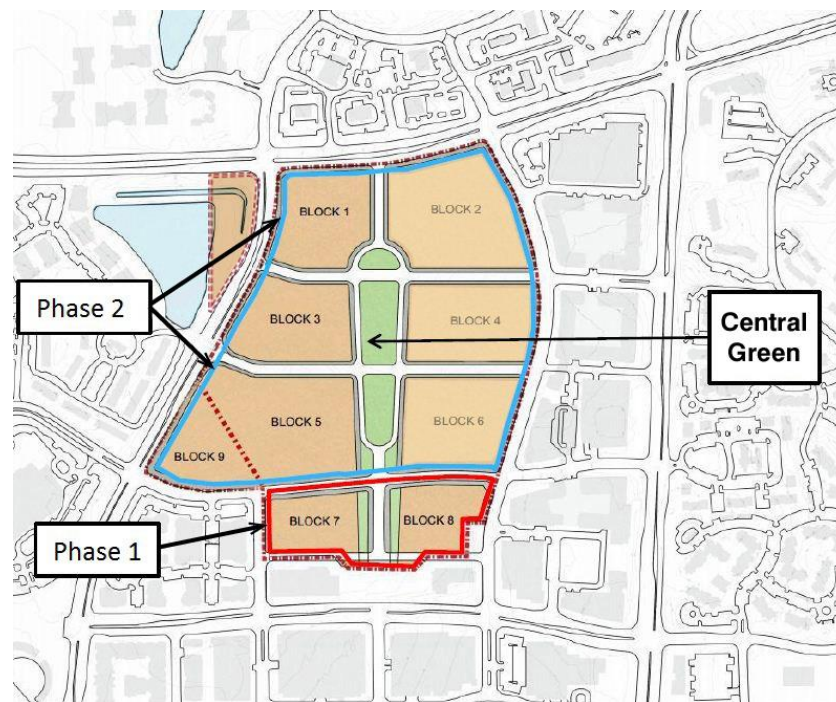 BLOCK 1
BLOCK 2
Phase 2
BLOCK 3
BLOCK 4
Central
Green
BLOCK 5
BLOCK 6
BLOCK 9
BLOCK 7
BLOCK 8
Phase 1